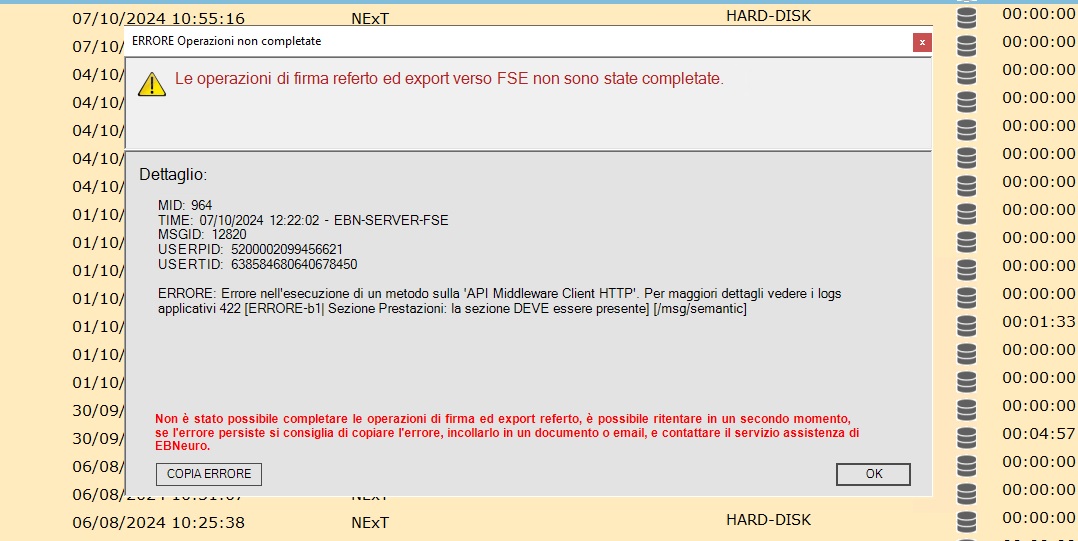 07/10/2024 10:55:16 NExT HARD-DISK 00:00:00
ERRORE Operazioni non completate
x
07/10/ 00:00:00
Le operazioni di firma referto ed export verso FSE non sono state completate.
04/10/ 00:00:00
04/10/ 00:00:00
04/10/ 00:00:00
04/10/ 00:00:00
Dettaglio:
04/10/ 00:00:00
MID: 964
01/10/ 00:00:00
TIME: 07/10/2024 12:22:02 - EBN-SERVER-FSE
MSGID: 12820
01/10/ 00:00:00
USERPID: 5200002099456621
USERTID: 638584680640678450
01/10/ 00:00:00
ERRORE: Errore nell'esecuzione di un metodo sulla 'API Middleware Client HTTP'. Per maggiori dettagli vedere i logs
01/10/ 00:00:00
applicativi 422 [ERRORE-b1| Sezione Prestazioni: la sezione DEVE essere presente] [/msg/semantic]
01/10/ 00:01:33
01/10/ 00:00:00
01/10/ 00:00:00
30/09/ 00:00:00
Non è stato possibile completare le operazioni di firma ed export referto, è possibile ritentare in un secondo momento,
se l'errore persiste si consiglia di copiare l'errore, incollarlo in un documento o email, e contattare il servizio assistenza di
30/09/ 00:04:57
EBNeuro.
06/08/ 00:00:00
COPIA ERRORE OK
06/08/ 00:00:00
06/08/2024 10:25:38 NExT HARD-DISK 00:00:00